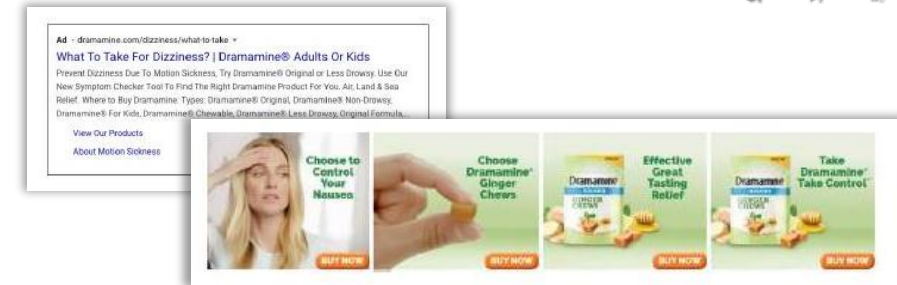 Ad · dramamine.com/dizziness/what-to-take
What To Take For Dizziness? | Dramamine® Adults Or Kids
Prevent Dizziness Due To Motion Sickness, Try Dramamine® Original or Less Drowsy. Use Our
New Symptom Checker Tool To Find The Right Dramamine Product For You. Air, Land & Sea
Relief. Where to Buy Dramamine. Types: Dramamine® Original, Dramamine® Non-Drowsy,
Dramamine® For Kids, Dramamine® Chewable, Dramamine® Less Drowsy, Original Formula,...
View Our Products
About Motion Sickness
Choose to
Control
Your
Nausea
BUY NOW
Choose
Dramamine®
Ginger
Chews
BUY NOW
Effective
Great
Tasting
Relief
Dramamine
GINGER
CHEWS
BUY NOW
Take
Dramamine®
Take Control
Dramamine
GINGER
CHEWS
BUY NOW